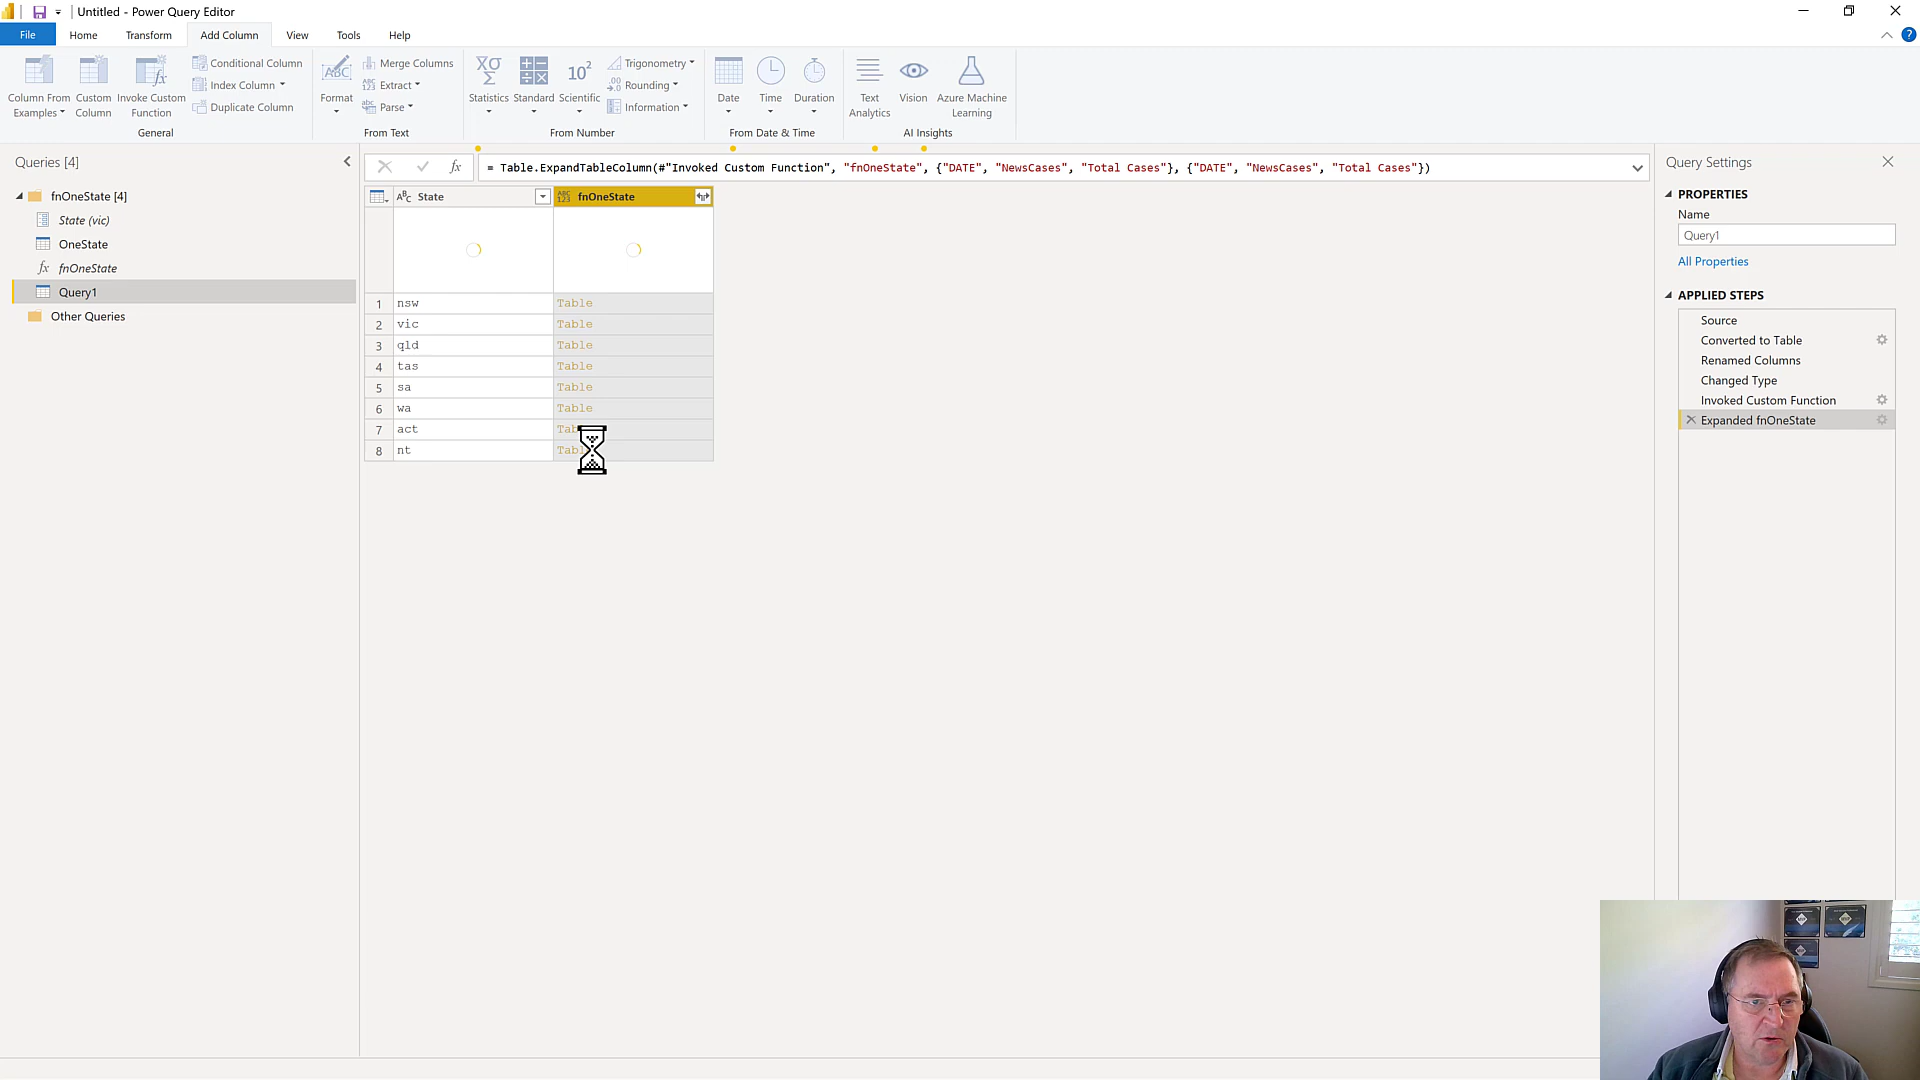 Untitled - Power Query Editor
File Home Transform Add Column View Tools Help
Column From Examples
Custom Column
Invoke Custom Function
Conditional Column
Index Column
Duplicate Column
General
ABC
Format
Merge Columns
Extract
Parse
From Text
Statistics
Standard
Scientific
Trigonometry
Rounding
Information
From Number
Date
Time
Duration
From Date & Time
Text Analytics
Vision
Azure Machine Learning
AI Insights
Queries [4]
fnOneState [4]
State (vic)
OneState
fnOneState
Query1
Other Queries
fx = Table.ExpandTableColumn(#"Invoked Custom Function", "fnOneState", {"DATE", "NewsCases", "Total Cases"}, {"DATE", "NewsCases", "Total Cases"})
State fnOneState
1 nsw Table
2 vic Table
3 qld Table
4 tas Table
5 sa Table
6 wa Table
7 act
8 nt
Query Settings
PROPERTIES
Name
Query1
All Properties
APPLIED STEPS
Source
Converted to Table
Renamed Columns
Changed Type
Invoked Custom Function
Expanded fnOneState